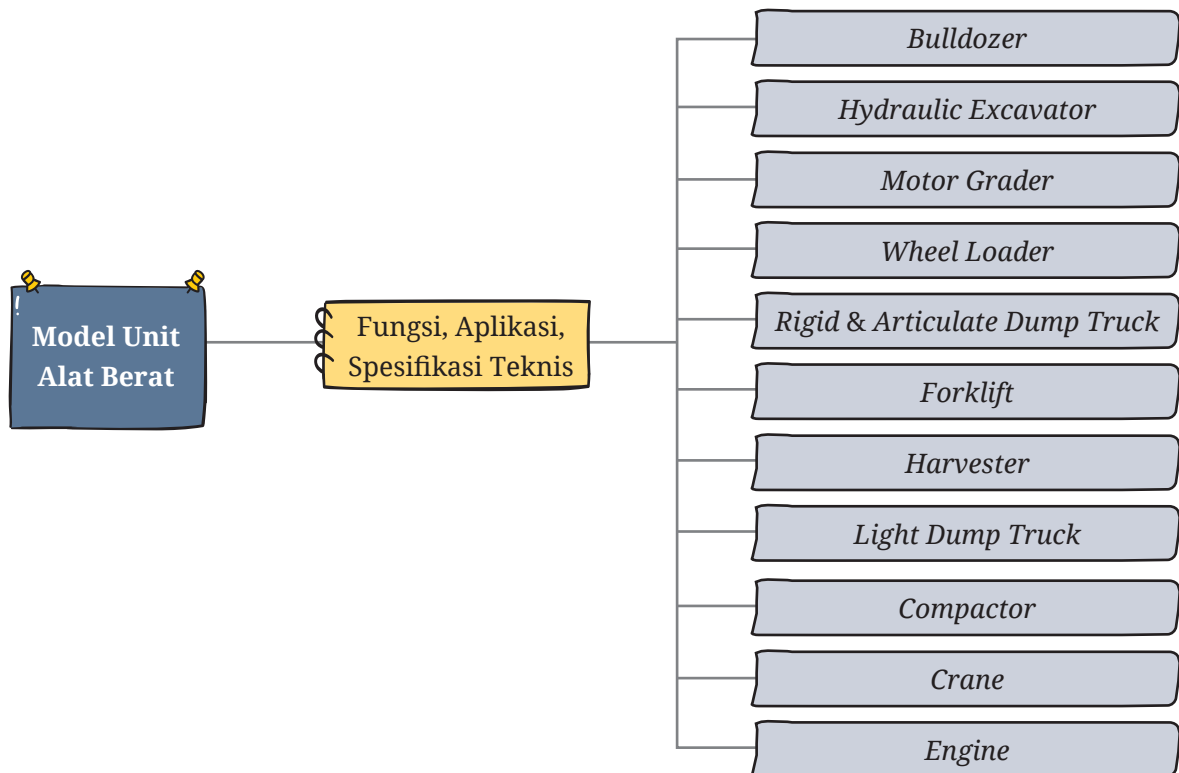 Model Unit
Alat Berat
Fungsi, Aplikasi,
Spesifikasi Teknis
Bulldozer
Hydraulic Excavator
Motor Grader
Wheel Loader
Rigid & Articulate Dump Truck
Forklift
Harvester
Light Dump Truck
Compactor
Crane
Engine